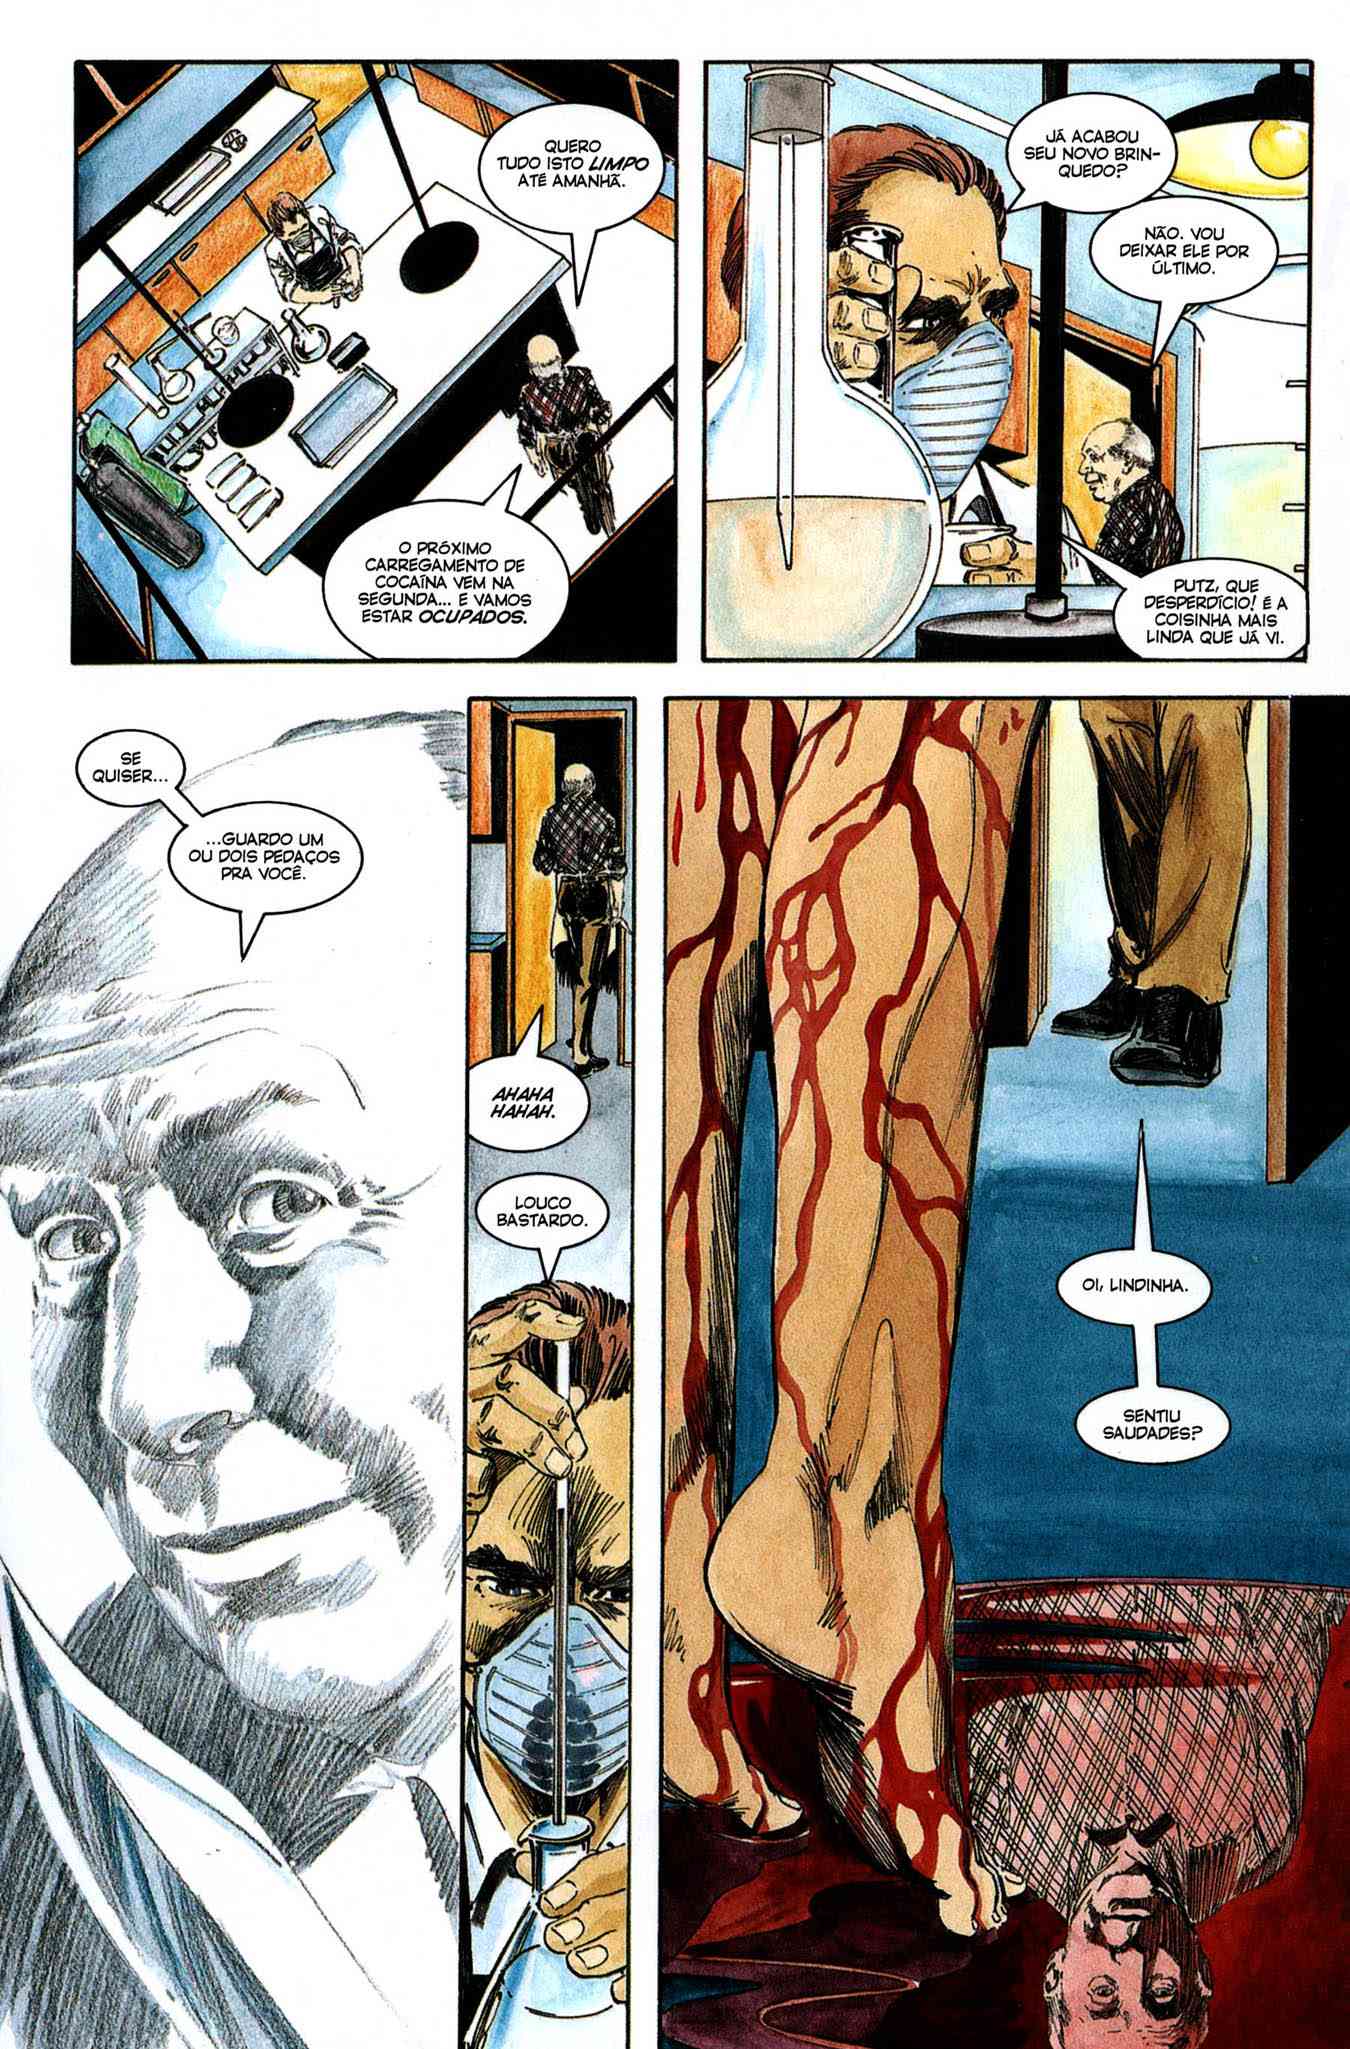 QUERO
TUDO ISTO LIMPO
ATÉ AMANHÃ.
O PRÓXIMO
CARREGAMENTO DE
COCAÍNA VEM NA
SEGUNDA... E VAMOS
ESTAR OCUPADOS.
JÁ ACABOU
SEU NOVO BRIN-
QUEDO?
NÃO. VOU
DEIXAR ELE POR
ÚLTIMO.
PUTZ, QUE
DESPERDÍCIO! É A
COISINHA MAIS
LINDA QUE JÁ VI.
SE
QUISER...
...GUARDO UM
OU DOIS PEDAÇOS
PRA VOCÊ.
AHAHA
HAHAH.
LOUCO
BASTARDO.
OI, LINDINHA.
SENTIU
SAUDADES?